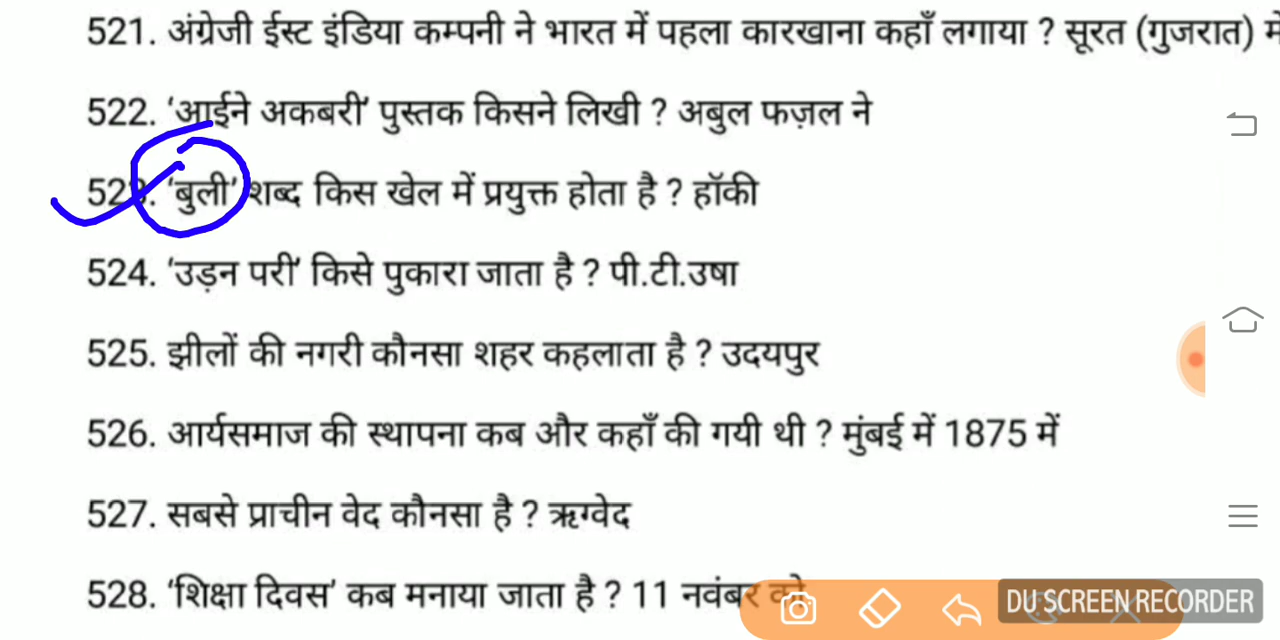 521. अंग्रेजी ईस्ट इंडिया कम्पनी ने भारत में पहला कारखाना कहाँ लगाया ? सूरत (गुजरात) में
522. ‘आईने अकबरी’ पुस्तक किसने लिखी ? अबुल फज़ल ने
523. ‘बुली’ शब्द किस खेल में प्रयुक्त होता है ? हॉकी
524. ‘उड़न परी’ किसे पुकारा जाता है ? पी.टी.उषा
525. झीलों की नगरी कौनसा शहर कहलाता है ? उदयपुर
526. आर्यसमाज की स्थापना कब और कहाँ की गयी थी ? मुंबई में 1875 में
527. सबसे प्राचीन वेद कौनसा है ? ऋग्वेद
528. ‘शिक्षा दिवस’ कब मनाया जाता है ? 11 नवंबर को
DU SCREEN RECORDER